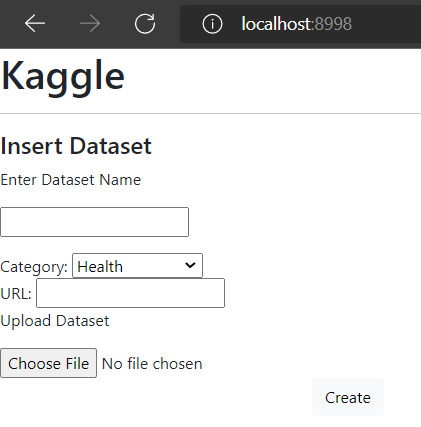 localhost:8998
Kaggle
Insert Dataset
Enter Dataset Name
Category: Health
URL:
Upload Dataset
Choose File No file chosen
Create